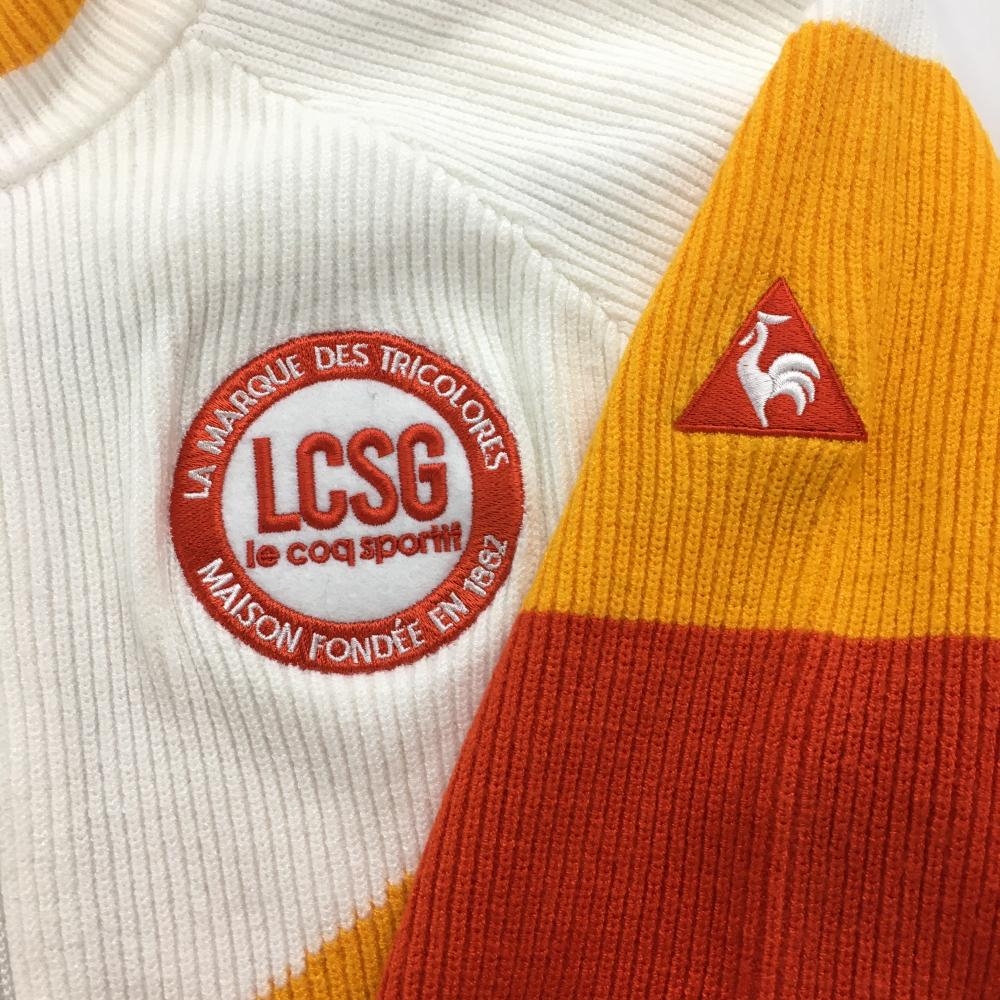 LA MARQUE DES TRICOLORES
LCSG
le coq sportif
MAISON FONDÉE EN 1882